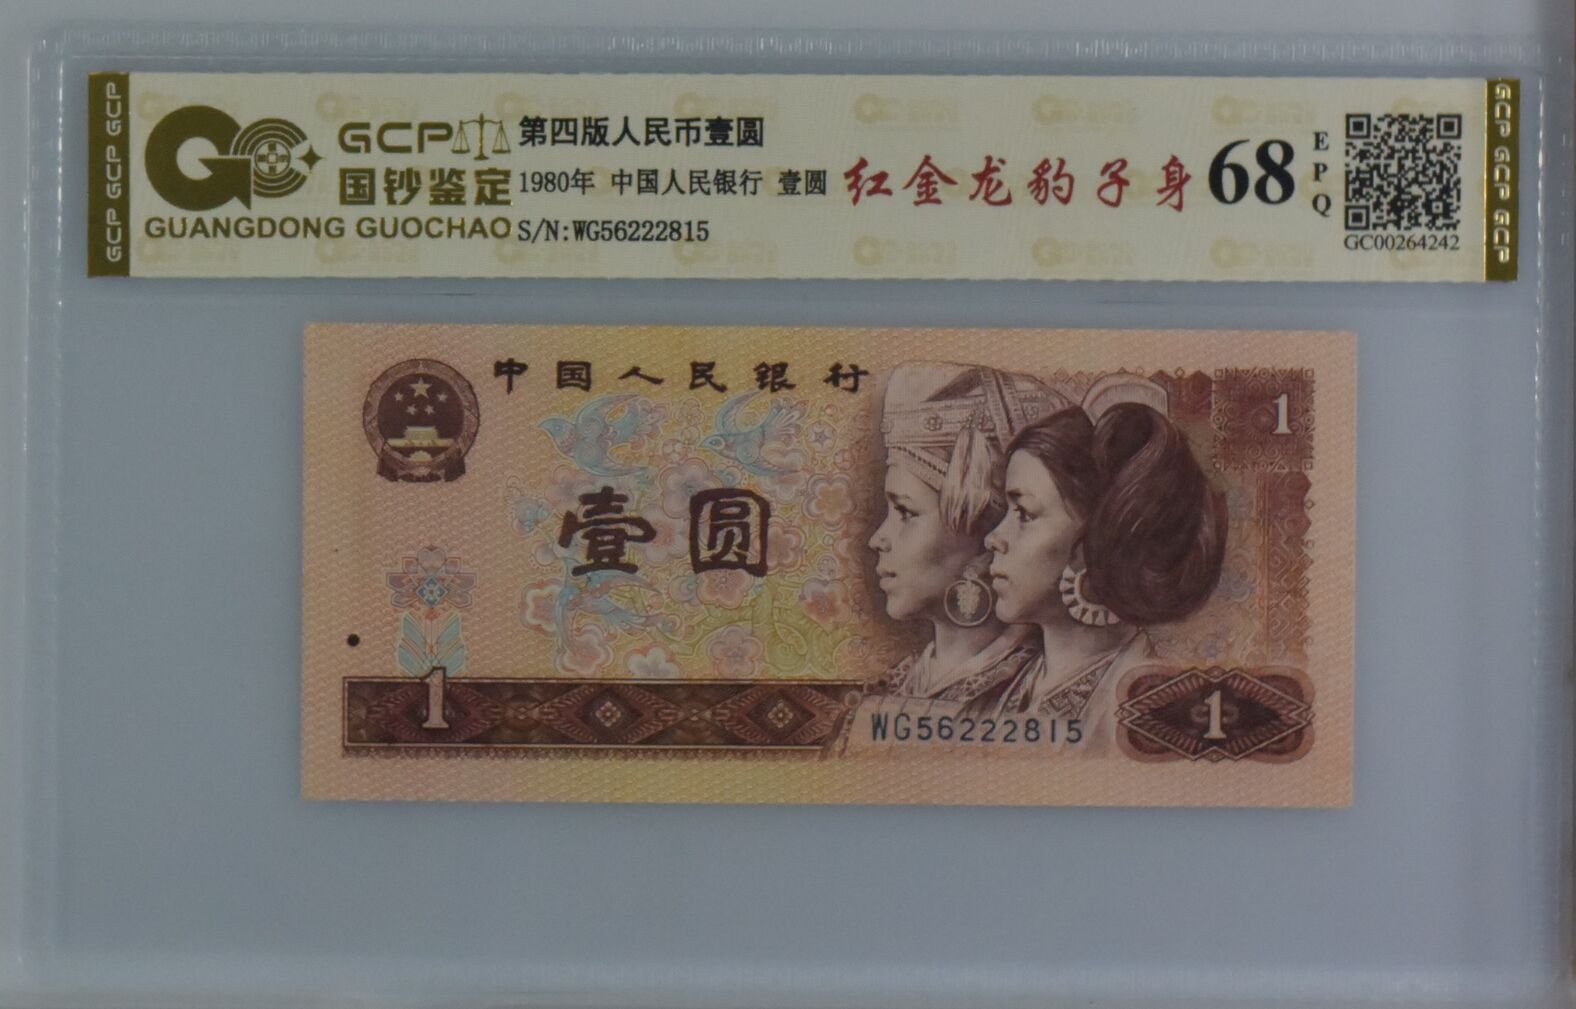 GCP GCP GCP
GCP
国钞鉴定
GUANGDONG GUOCHAO
第四版人民币壹圆
1980年 中国人民银行 壹圆
S/N:WG56222815
红金龙豹子身
68
EPQ
GC00264242
GCP GCP GCP
中国人民银行
1
壹圆
1
WG56222815
1